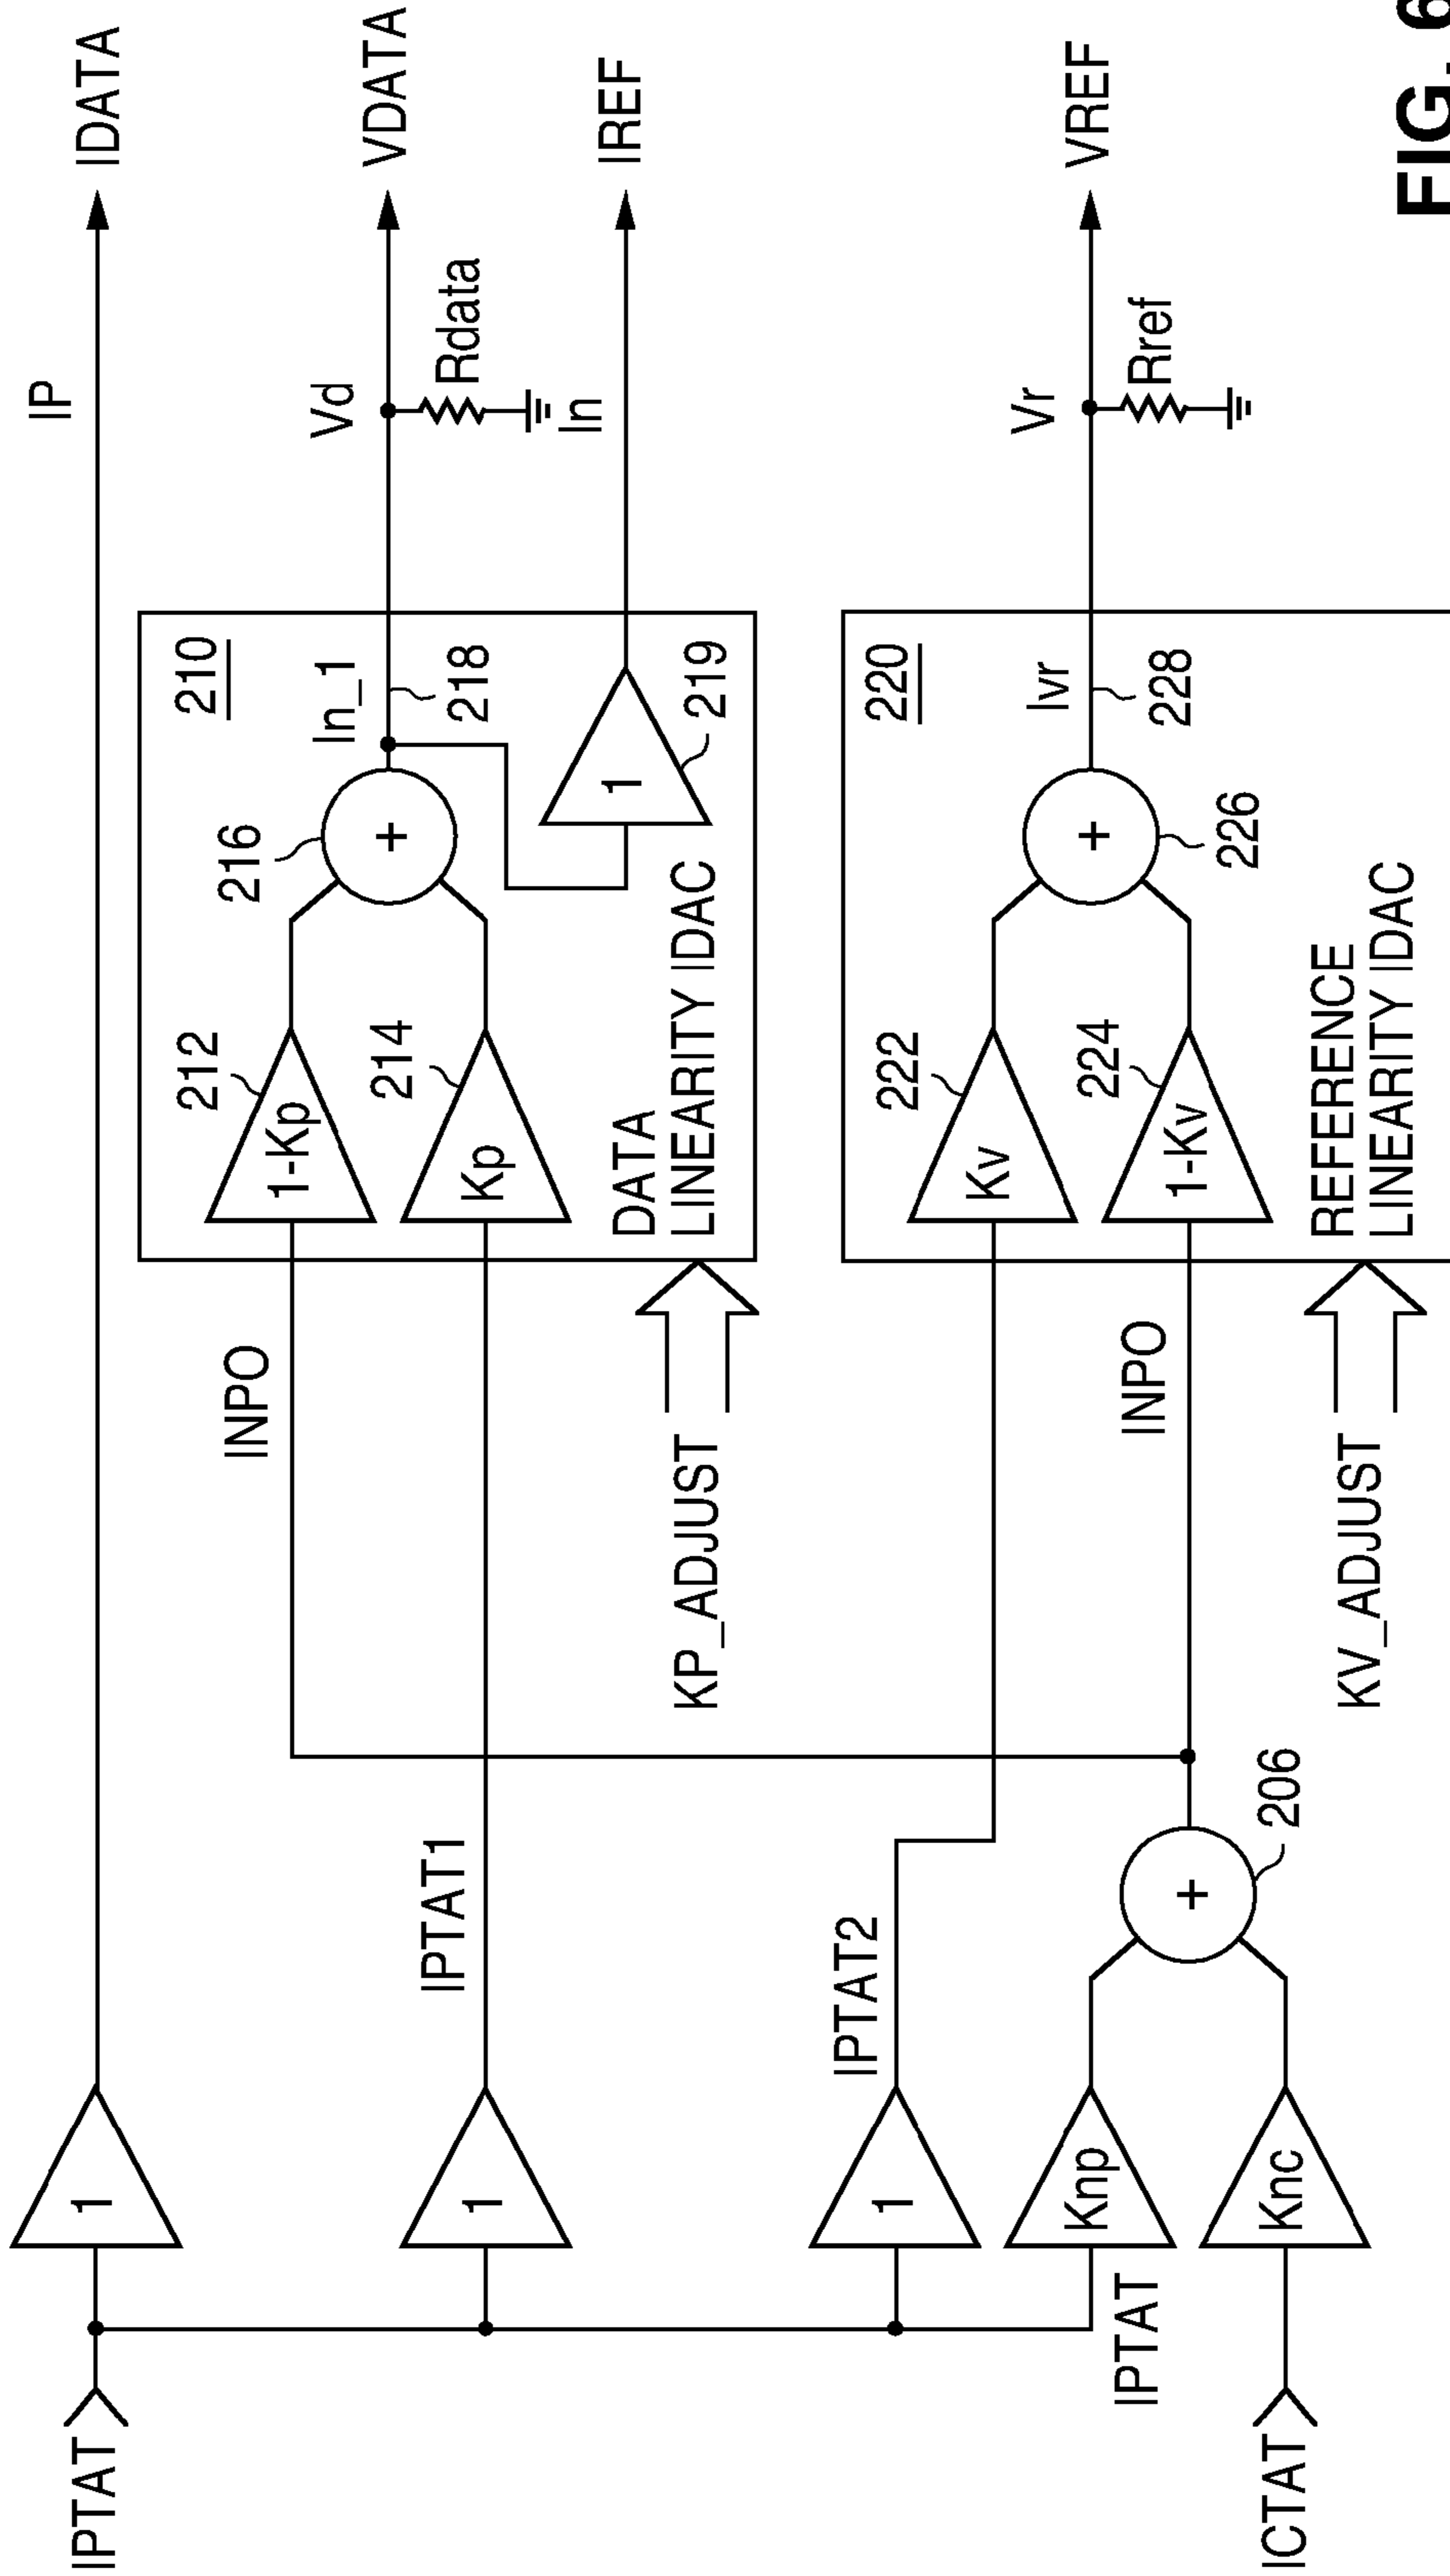 IPTAT
1
IP
IDATA
1
IPTAT1
INPO
1-Kp
212
216
210
In_1
218
Vd
VDATA
Kp
214
Rdata
1
219
In
IREF
DATA
LINEARITY IDAC
KP_ADJUST
1
IPTAT2
Kv
222
220
+
+
Ivr
228
Vr
VREF
IPTAT
Knp
INPO
1-Kv
224
226
Rref
ICTAT
Knc
+
206
REFERENCE
LINEARITY IDAC
KV_ADJUST
FIG. 6